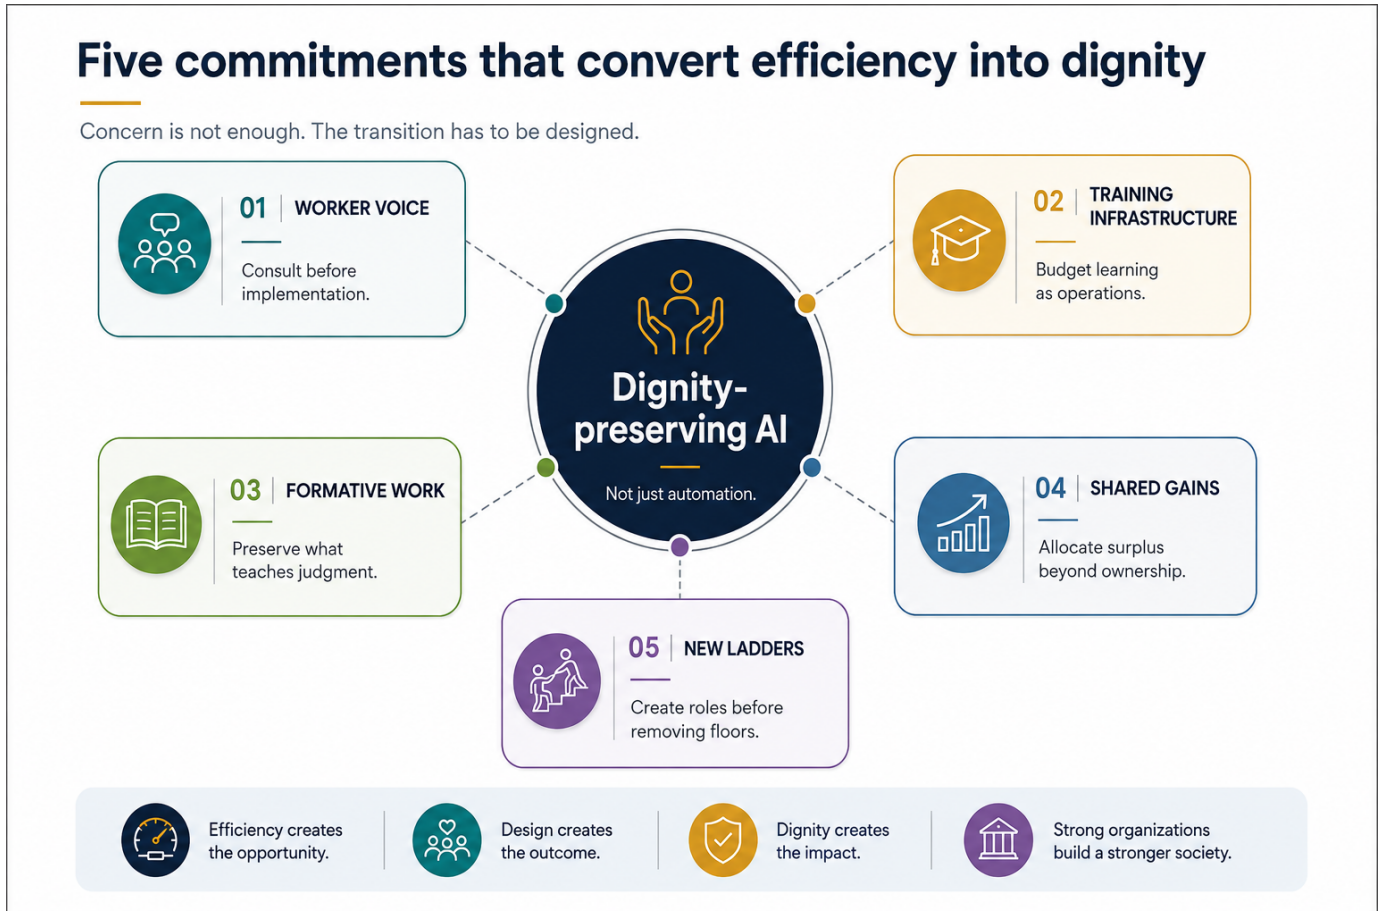 Five commitments that convert efficiency into dignity
Concern is not enough. The transition has to be designed.
01 WORKER VOICE
Consult before
implementation.
02 TRAINING
INFRASTRUCTURE
Budget learning
as operations.
Dignity-
preserving AI
Not just automation.
03 FORMATIVE WORK
Preserve what
teaches judgment.
04 SHARED GAINS
Allocate surplus
beyond ownership.
05 NEW LADDERS
Create roles before
removing floors.
Efficiency creates
the opportunity.
Design creates
the outcome.
Dignity creates
the impact.
Strong organizations
build a stronger society.